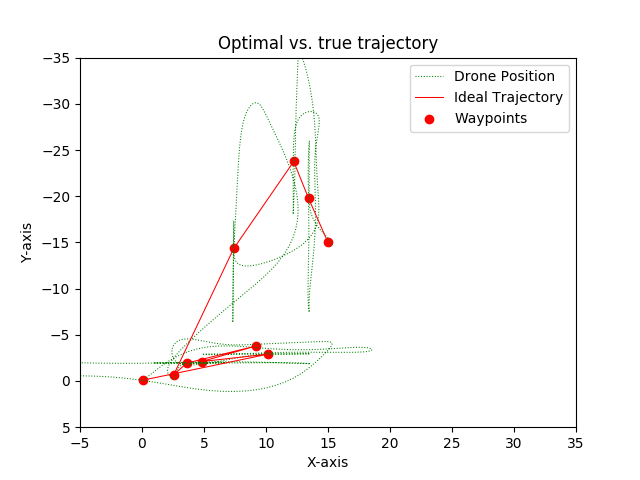 Optimal vs. true trajectory
Drone Position
Ideal Trajectory
Waypoints
Y-axis
−35
−30
−25
−20
−15
−10
−5
0
5
−5 0 5 10 15 20 25 30 35
X-axis